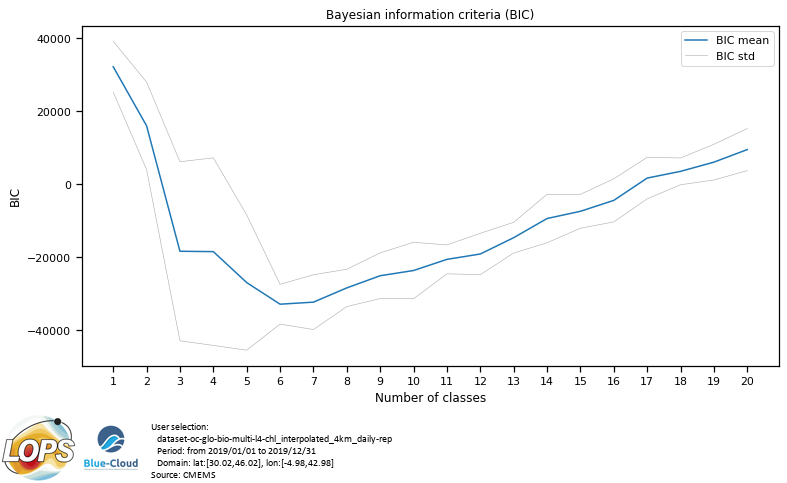 Bayesian information criteria (BIC)
BIC mean
BIC std
40000
20000
0
−20000
−40000
BIC
1 2 3 4 5 6 7 8 9 10 11 12 13 14 15 16 17 18 19 20
Number of classes
LOPS
Blue-Cloud
User selection:
dataset-oc-glo-bio-multi-l4-chl_interpolated_4km_daily-rep
Period: from 2019/01/01 to 2019/12/31
Domain: lat:[30.02,46.02], lon:[-4.98,42.98]
Source: CMEMS